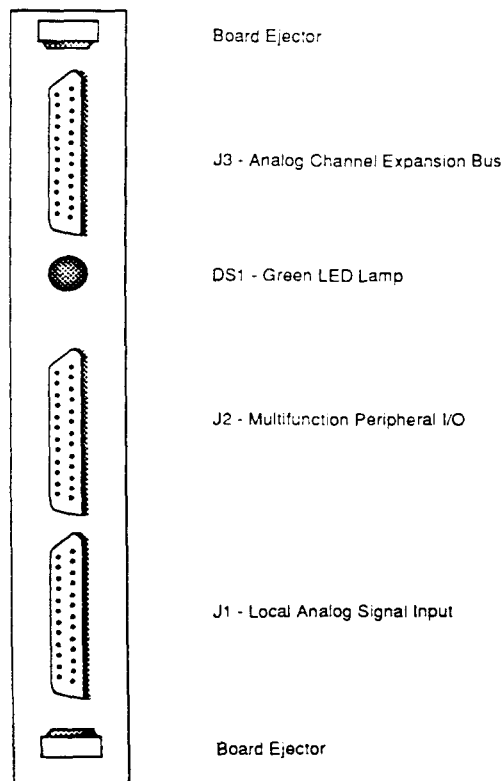 Board Ejector
J3 - Analog Channel Expansion Bus
DS1 - Green LED Lamp
J2 - Multifunction Peripheral I/O
J1 - Local Analog Signal Input
Board Ejector